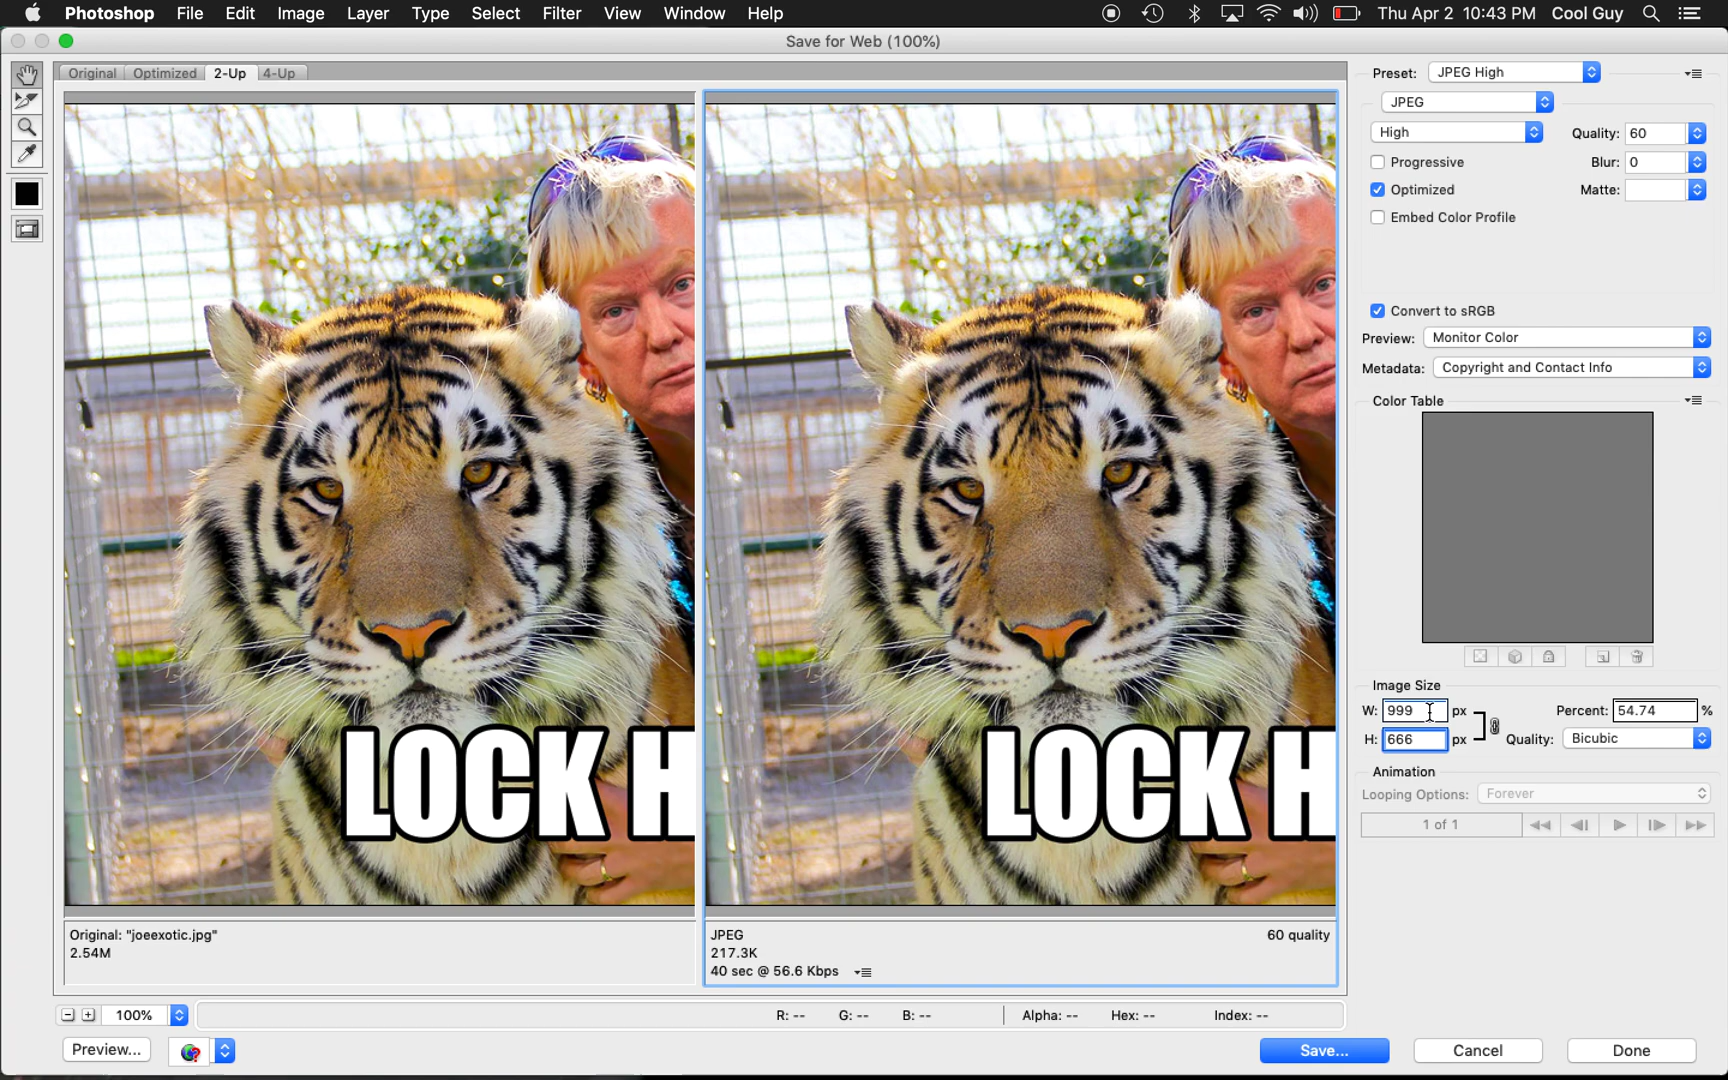 Photoshop File Edit Image Layer Type Select Filter View Window Help Thu Apr 2 10:43 PM Cool Guy
Save for Web (100%)
Original Optimized 2-Up 4-Up
LOCK H
LOCK H
Original: "joeexotic.jpg"
2.54M
JPEG 60 quality
217.3K
40 sec @ 56.6 Kbps
100% R: -- G: -- B: -- Alpha: -- Hex: -- Index: --
Preview... Save... Cancel Done
Preset: JPEG High
JPEG
High Quality: 60
Progressive Blur: 0
Optimized Matte:
Embed Color Profile
Convert to sRGB
Preview: Monitor Color
Metadata: Copyright and Contact Info
Color Table
Image Size
W: 999 px Percent: 54.74 %
H: 666 px Quality: Bicubic
Animation
Looping Options: Forever
1 of 1